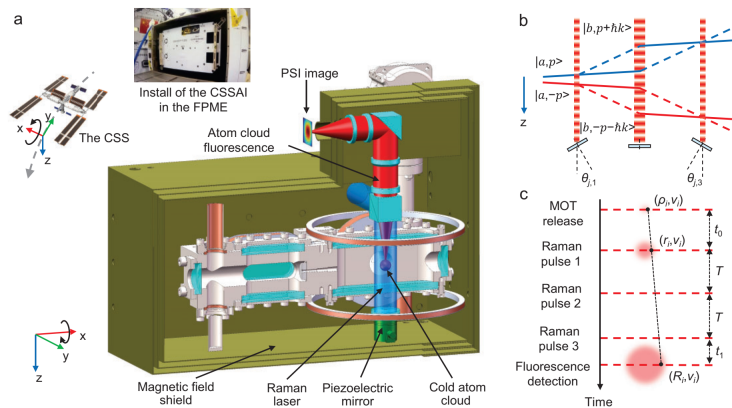 a
PSI image
Install of the CSSAI
in the FPME
The CSS
x
y
z
Atom cloud
fluorescence
x
y
z
Magnetic field
shield
Raman
laser
Piezoelectric
mirror
Cold atom
cloud
b
|b,p+ħk>
|a,p>
|a,-p>
z
|b,-p-ħk>
θj,1
θj,3
c
MOT
release
(ρi,vi)
t0
Raman
pulse 1
(ri,vi)
T
Raman
pulse 2
T
Raman
pulse 3
t1
Fluorescence
detection
(Ri,vi)
Time